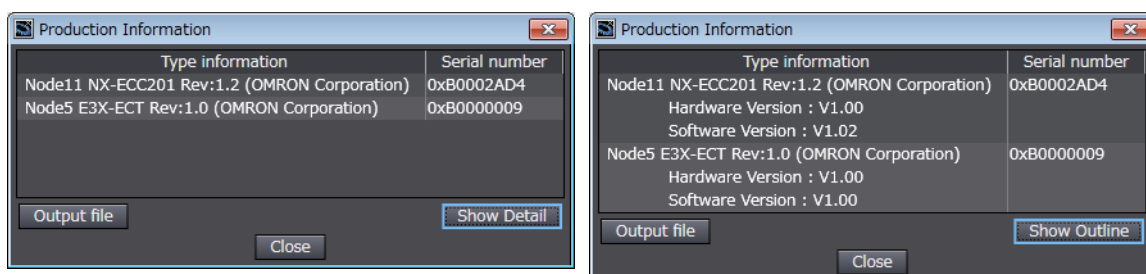 Production Information
Type information Serial number
Node11 NX-ECC201 Rev:1.2 (OMRON Corporation) 0xB0002AD4
Node5 E3X-ECT Rev:1.0 (OMRON Corporation) 0xB0000009
Output file Show Detail
Close
Production Information
Type information Serial number
Node11 NX-ECC201 Rev:1.2 (OMRON Corporation) 0xB0002AD4
Hardware Version : V1.00
Software Version : V1.02
Node5 E3X-ECT Rev:1.0 (OMRON Corporation) 0xB0000009
Hardware Version : V1.00
Software Version : V1.00
Output file Show Outline
Close